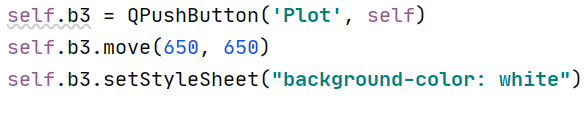 self.b3 = QPushButton('Plot', self)
self.b3.move(650, 650)
self.b3.setStyleSheet("background-color: white")